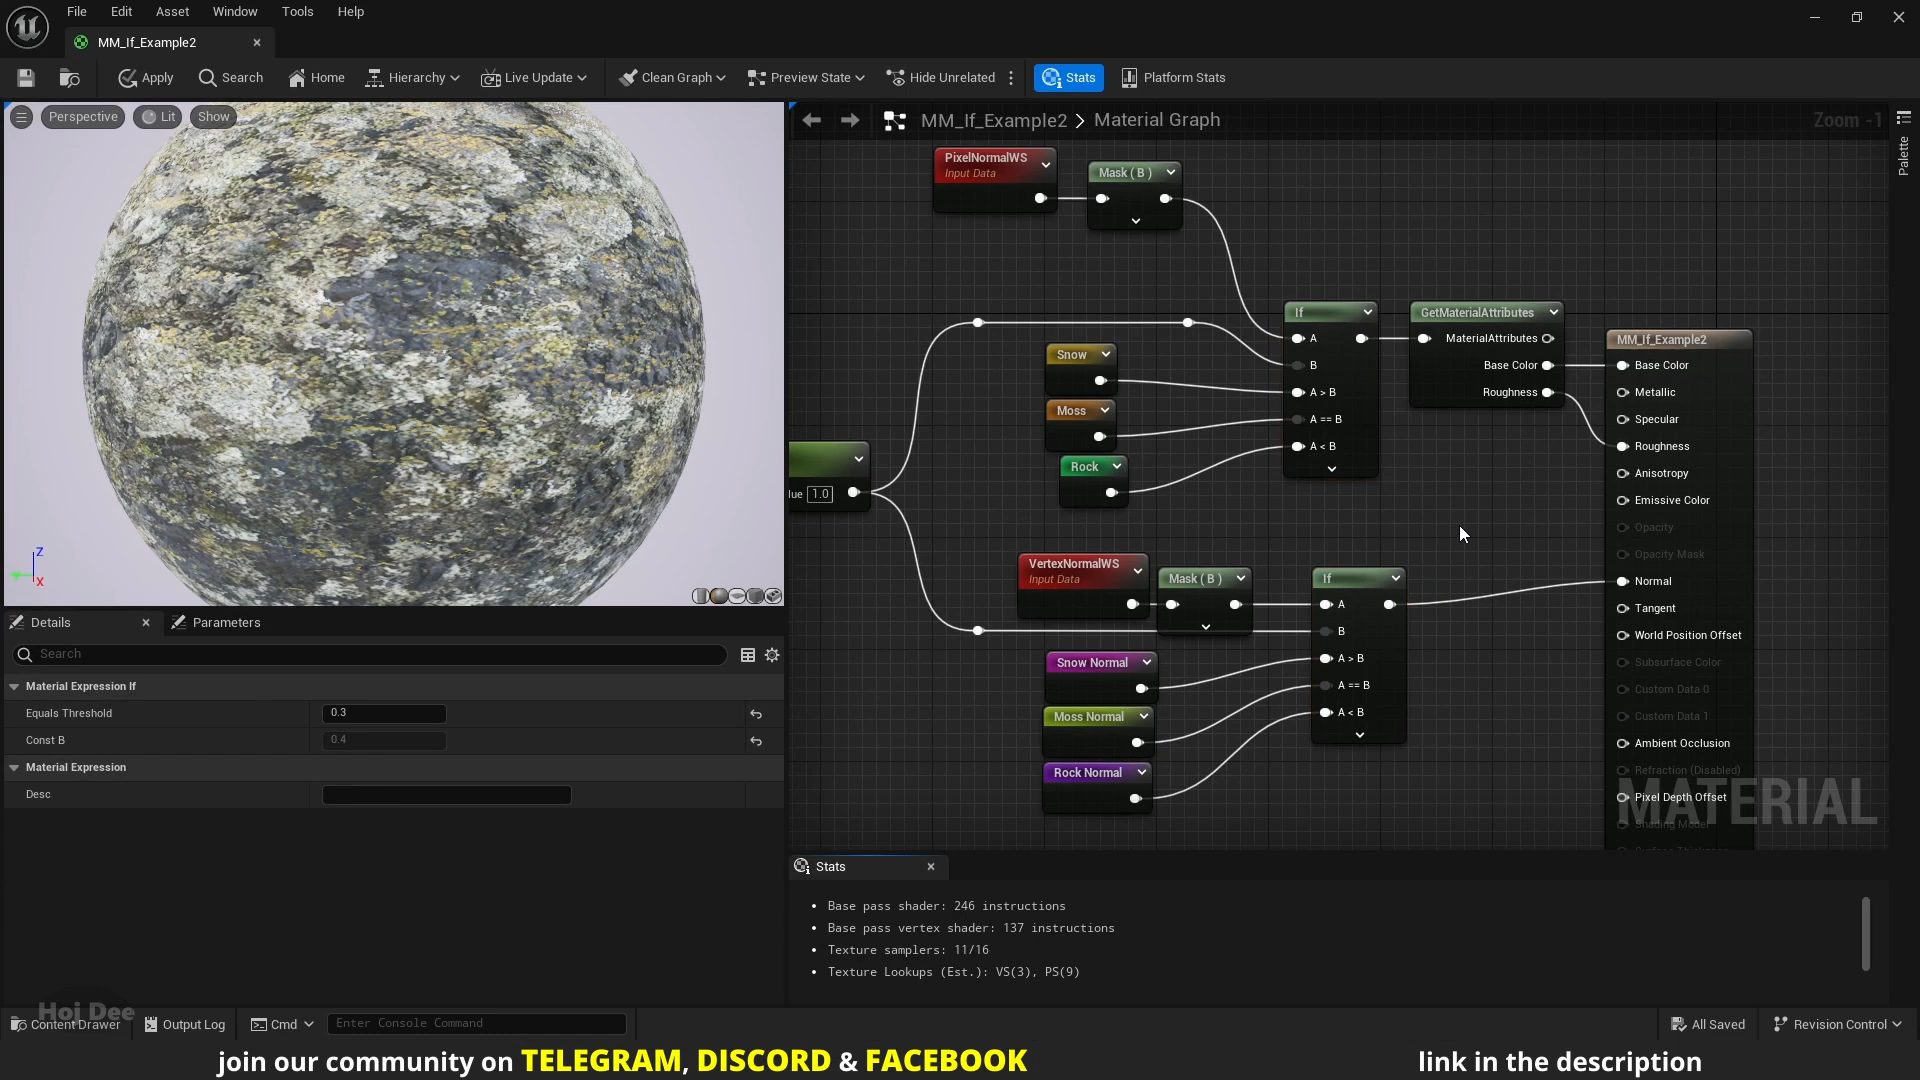 File Edit Asset Window Tools Help
MM_If_Example2
Apply Search Home Hierarchy Live Update Clean Graph Preview State Hide Unrelated Stats Platform Stats
Perspective Lit Show
MM_If_Example2 > Material Graph
Zoom -1
Palette
PixelNormalWS
Input Data
Mask ( B )
If
A
B
A > B
A == B
A < B
GetMaterialAttributes
MaterialAttributes
Base Color
Roughness
Snow
Moss
Rock
lue 1.0
MM_If_Example2
Base Color
Metallic
Specular
Roughness
Anisotropy
Emissive Color
Opacity
Opacity Mask
Normal
Tangent
World Position Offset
Subsurface Color
Custom Data 0
Custom Data 1
Ambient Occlusion
Refraction (Disabled)
Pixel Depth Offset
Shading Model
VertexNormalWS
Input Data
Mask ( B )
If
A
B
A > B
A == B
A < B
Snow Normal
Moss Normal
Rock Normal
MATERIAL
Z
X
Details
Parameters
Search
Material Expression If
Equals Threshold 0.3
Const B 0.4
Material Expression
Desc
Stats
• Base pass shader: 246 instructions
• Base pass vertex shader: 137 instructions
• Texture samplers: 11/16
• Texture Lookups (Est.): VS(3), PS(9)
Hoj Dee
Content Drawer Output Log Cmd Enter Console Command All Saved Revision Control
join our community on TELEGRAM, DISCORD & FACEBOOK
link in the description